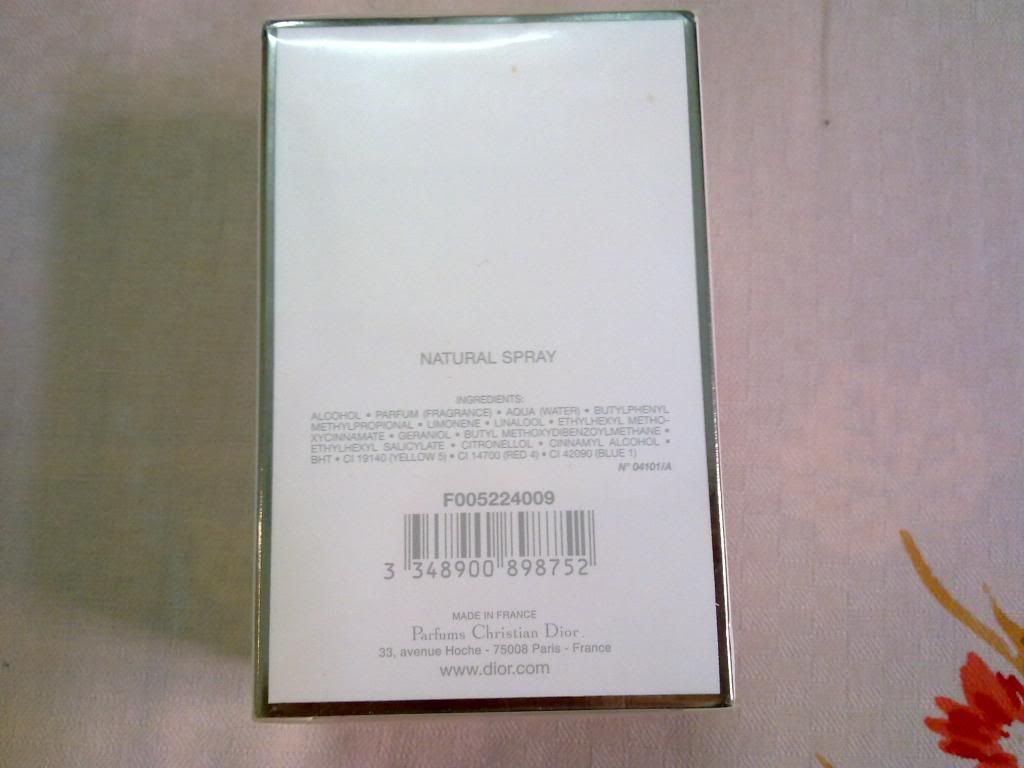 NATURAL SPRAY
INGREDIENTS:
ALCOHOL • PARFUM (FRAGRANCE) • AQUA (WATER) • BUTYLPHENYL
METHYLPROPIONAL • LIMONENE • LINALOOL • ETHYLHEXYL METHO-
XYCINNAMATE • GERANIOL • BUTYL METHOXYDIBENZOYLMETHANE •
ETHYLHEXYL SALICYLATE • CITRONELLOL • CINNAMYL ALCOHOL •
BHT • CI 19140 (YELLOW 5) • CI 14700 (RED 4) • CI 42090 (BLUE 1)
N° 04101/A
F005224009
3 348900 898752
MADE IN FRANCE
Parfums Christian Dior
33, avenue Hoche - 75008 Paris - France
www.dior.com